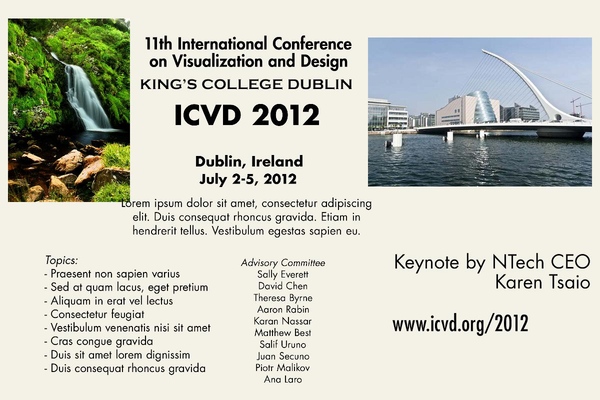 11th International Conference
on Visualization and Design
KING'S COLLEGE DUBLIN
ICVD 2012
Dublin, Ireland
July 2-5, 2012
Lorem ipsum dolor sit amet, consectetur adipiscing
elit. Duis consequat rhoncus gravida. Etiam in
hendrerit tellus. Vestibulum egestas sapien eu.
Topics:
- Praesent non sapien varius
- Sed at quam lacus, eget pretium
- Aliquam in erat vel lectus
- Consectetur feugiat
- Vestibulum venenatis nisi sit amet
- Cras congue gravida
- Duis sit amet lorem dignissim
- Duis consequat rhoncus gravida
Advisory Committee
Sally Everett
David Chen
Theresa Byrne
Aaron Rabin
Karan Nassar
Matthew Best
Salif Uruno
Juan Secuno
Piotr Malikov
Ana Laro
Keynote by NTech CEO
Karen Tsaio
www.icvd.org/2012